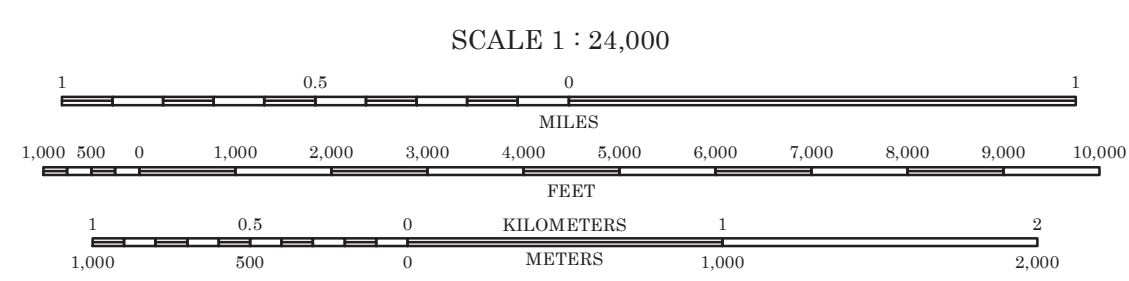 SCALE 1 : 24,000
1 0.5 0 1
MILES
1,000 500 0 1,000 2,000 3,000 4,000 5,000 6,000 7,000 8,000 9,000 10,000
FEET
1 0.5 0 KILOMETERS 1 2
1,000 500 0 METERS 1,000 2,000